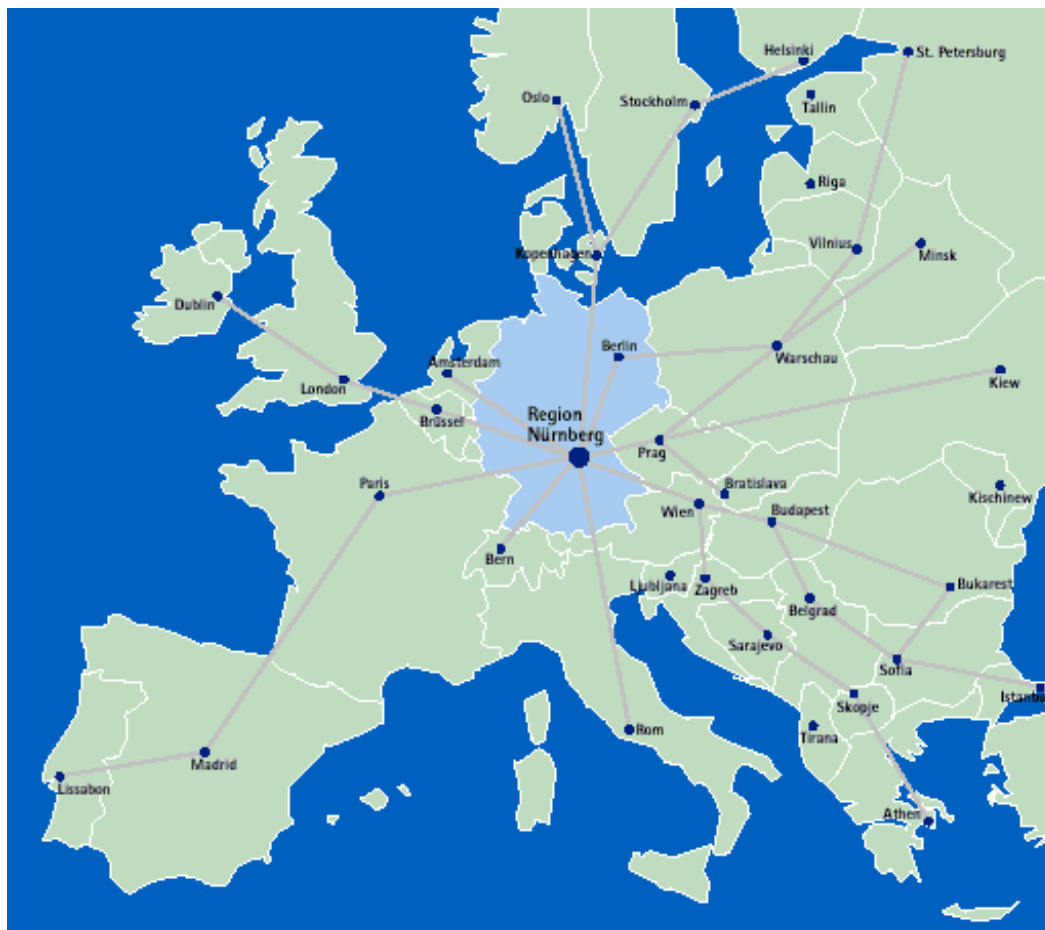 Helsinki
St. Petersburg
Oslo
Stockholm
Tallin
Riga
Vilnius
Minsk
Kopenhagen
Dublin
Berlin
Warschau
Amsterdam
London
Kiew
Brüssel
Region
Nürnberg
Prag
Paris
Bratislava
Kischinew
Wien
Budapest
Bern
Ljubljana
Zagreb
Bukarest
Belgrad
Sarajevo
Sofia
Istanbu
Skopje
Rom
Tirana
Madrid
Lissabon
Athen